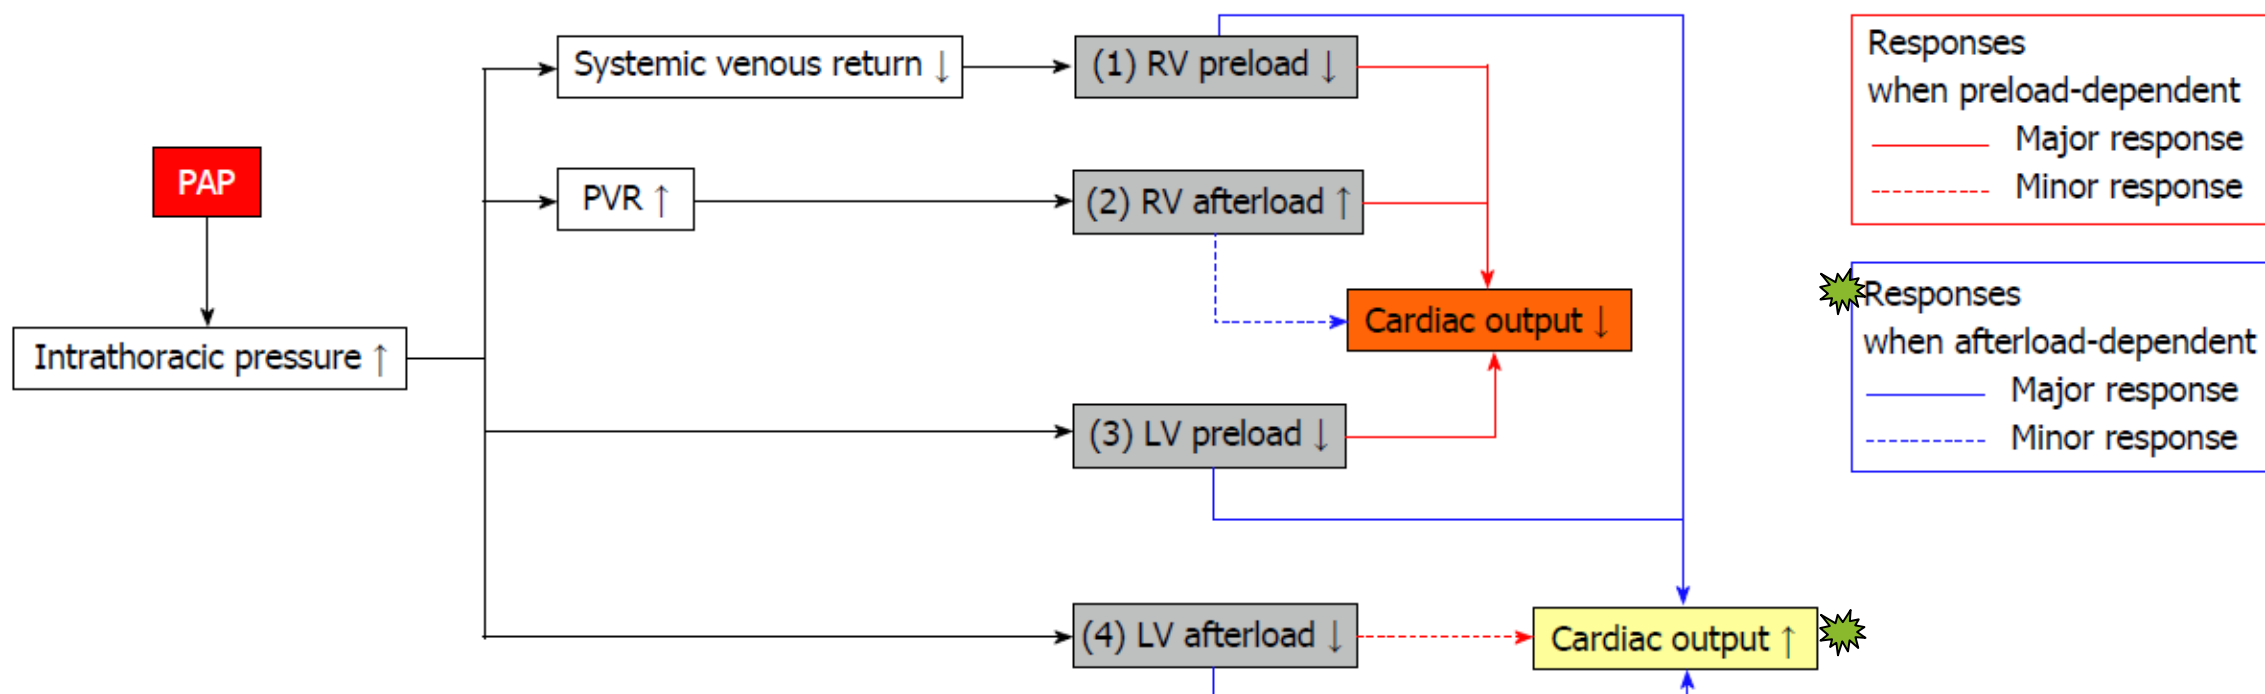 Systemic venous return ↓
(1) RV preload ↓
PAP
PVR ↑
(2) RV afterload ↑
Intrathoracic pressure ↑
Cardiac output ↓
(3) LV preload ↓
(4) LV afterload ↓
Cardiac output ↑
Responses
when preload-dependent
Major response
Minor response
Responses
when afterload-dependent
Major response
Minor response